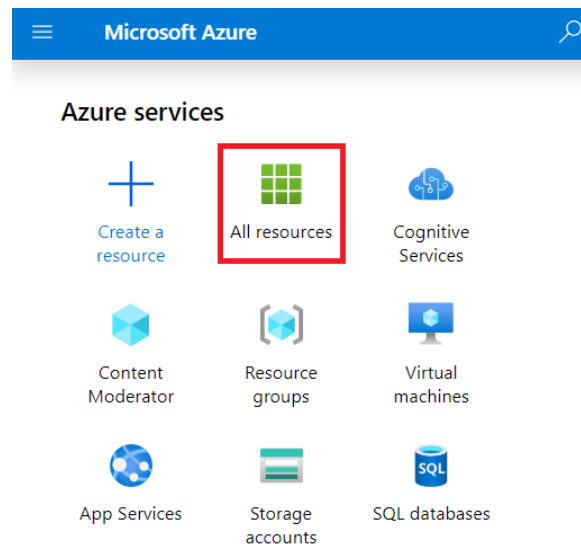 Microsoft Azure
Azure services
Create a
resource
All resources
Cognitive
Services
Content
Moderator
Resource
groups
Virtual
machines
App Services
Storage
accounts
SQL
SQL databases